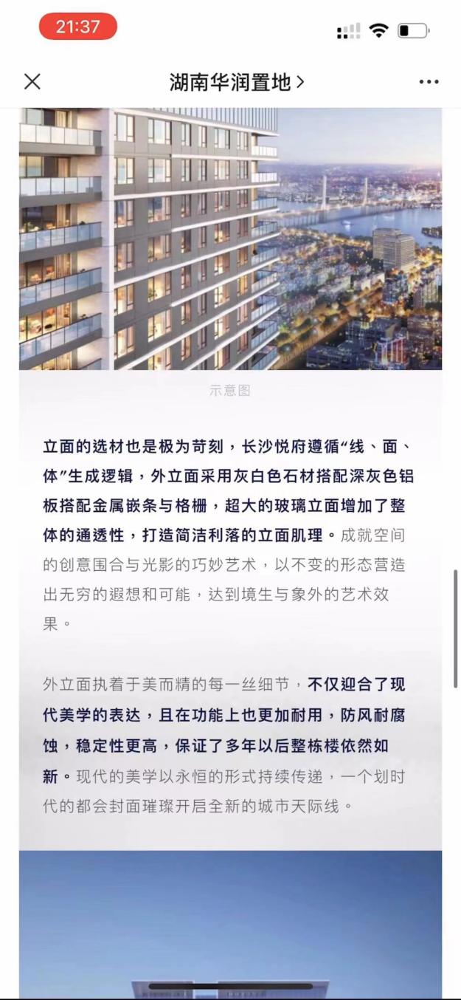 21:37
湖南华润置地
示意图
立面的选材也是极为苛刻，长沙悦府遵循“线、面、
体”生成逻辑，外立面采用灰白色石材搭配深灰色铝
板搭配金属嵌条与格栅，超大的玻璃立面增加了整
体的通透性，打造简洁利落的立面肌理。成就空间
的创意围合与光影的巧妙艺术，以不变的形态营造
出无穷的遐想和可能，达到境生与象外的艺术效
果。
外立面执着于美而精的每一丝细节，不仅迎合了现
代美学的表达，且在功能上也更加耐用，防风耐腐
蚀，稳定性更高，保证了多年以后整栋楼依然如
新。现代的美学以永恒的形式持续传递，一个划时
代的都会封面璀璨开启全新的城市天际线。